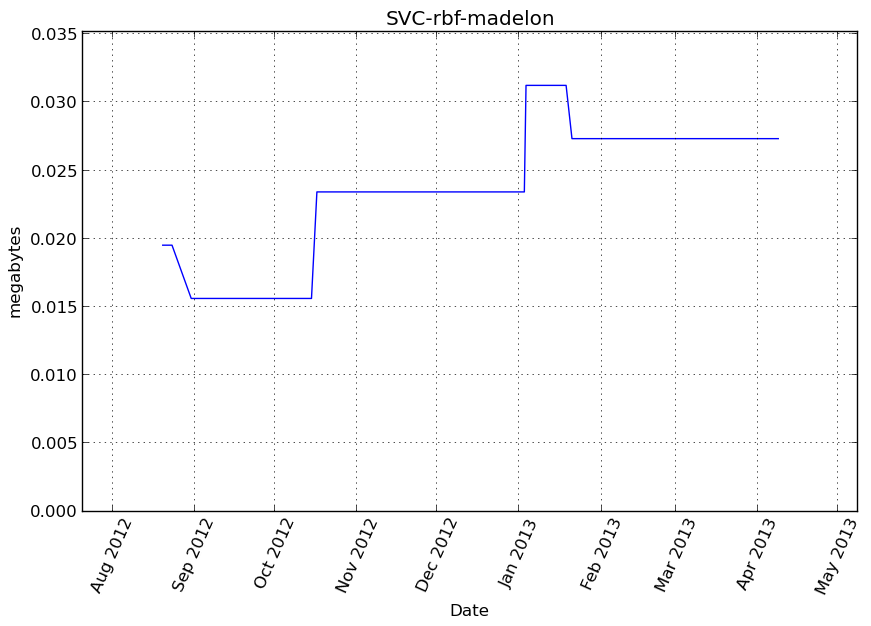 SVC-rbf-madelon
0.035
0.030
0.025
0.020
0.015
0.010
0.005
0.000
megabytes
Aug 2012
Sep 2012
Oct 2012
Nov 2012
Dec 2012
Jan 2013
Feb 2013
Mar 2013
Apr 2013
May 2013
Date